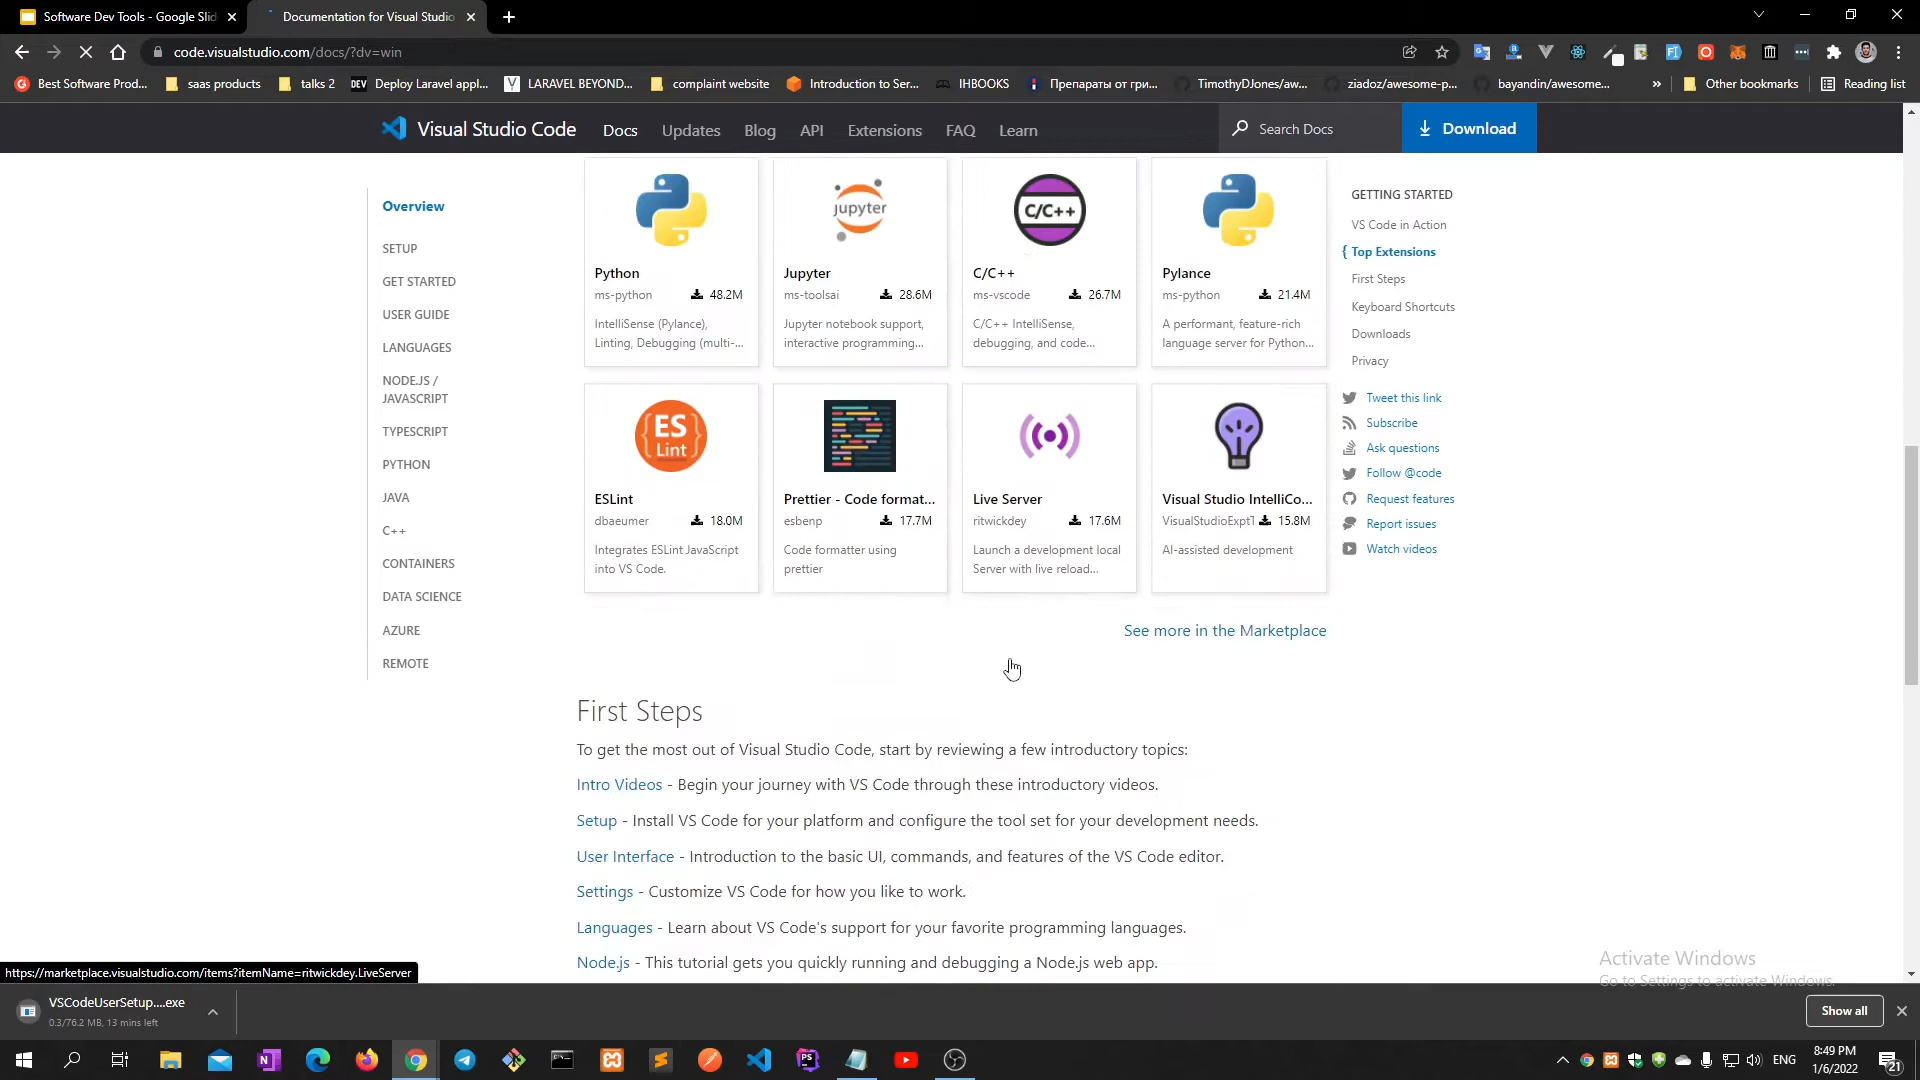 Software Dev Tools - Google Slid
Documentation for Visual Studio
code.visualstudio.com/docs/?dv=win
Best Software Prod...
saas products
talks 2
DEV
Deploy Laravel appl...
LARAVEL BEYOND...
complaint website
Introduction to Ser...
IHBOOKS
Препараты от гри...
TimothyDJones/aw...
ziadoz/awesome-p...
bayandin/awesome...
»
Other bookmarks
Reading list
Visual Studio Code
Docs
Updates
Blog
API
Extensions
FAQ
Learn
Search Docs
Download
Overview
SETUP
GET STARTED
USER GUIDE
LANGUAGES
NODE.JS /
JAVASCRIPT
TYPESCRIPT
PYTHON
JAVA
C++
CONTAINERS
DATA SCIENCE
AZURE
REMOTE
Python
ms-python
48.2M
IntelliSense (Pylance),
Linting, Debugging (multi-...
jupyter
Jupyter
ms-toolsai
28.6M
Jupyter notebook support,
interactive programming...
C/C++
C/C++
ms-vscode
26.7M
C/C++ IntelliSense,
debugging, and code...
Pylance
ms-python
21.4M
A performant, feature-rich
language server for Python...
ES
Lint
ESLint
dbaeumer
18.0M
Integrates ESLint JavaScript
into VS Code.
Prettier - Code format...
esbenp
17.7M
Code formatter using
prettier
Live Server
ritwickdey
17.6M
Launch a development local
Server with live reload...
Visual Studio IntelliCo...
VisualStudioExptT
15.8M
AI-assisted development
See more in the Marketplace
First Steps
To get the most out of Visual Studio Code, start by reviewing a few introductory topics:
Intro Videos - Begin your journey with VS Code through these introductory videos.
Setup - Install VS Code for your platform and configure the tool set for your development needs.
User Interface - Introduction to the basic UI, commands, and features of the VS Code editor.
Settings - Customize VS Code for how you like to work.
Languages - Learn about VS Code's support for your favorite programming languages.
Node.js - This tutorial gets you quickly running and debugging a Node.js web app.
GETTING STARTED
VS Code in Action
{ Top Extensions
First Steps
Keyboard Shortcuts
Downloads
Privacy
Tweet this link
Subscribe
Ask questions
Follow @code
Request features
Report issues
Watch videos
Activate Windows
Go to Settings to activate Windows.
https://marketplace.visualstudio.com/items?itemName=ritwickdey.LiveServer
VSCodeUserSetup....exe
0.3/76.2 MB, 13 mins left
Show all
ENG
8:49 PM
1/6/2022
21